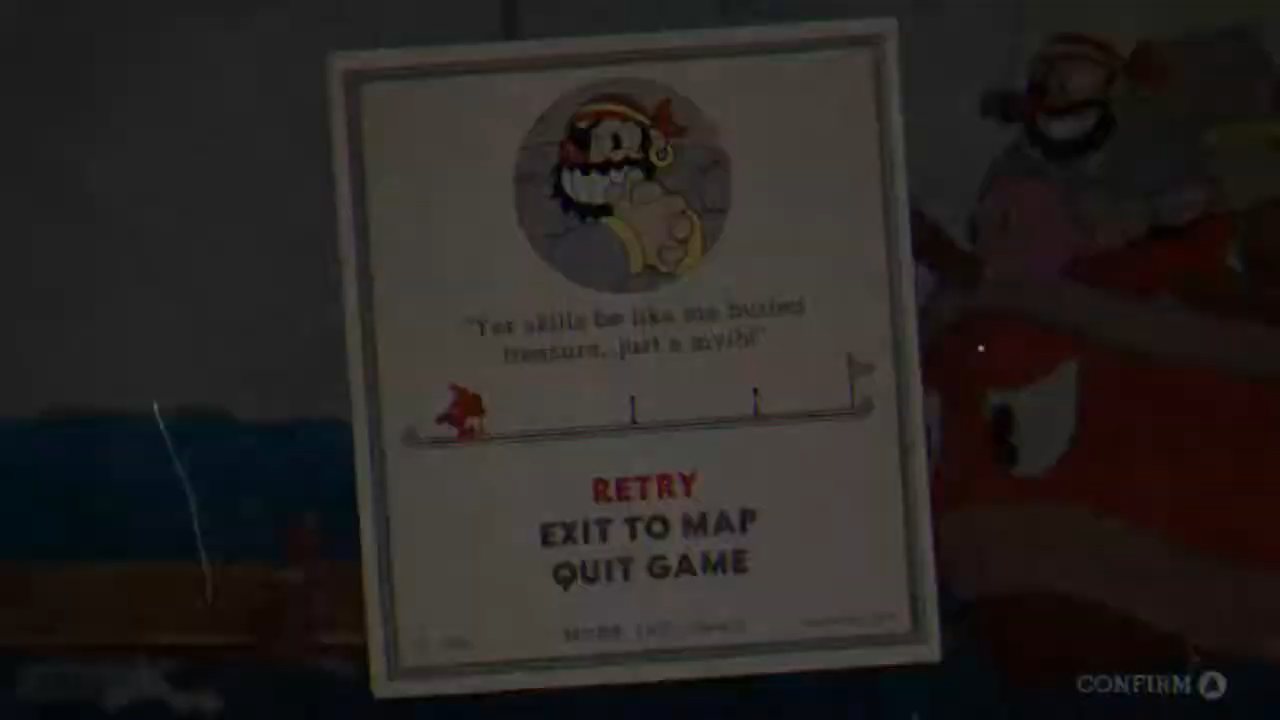 "Yer skills be like me buried
treasure, just a myth!"
RETRY
EXIT TO MAP
QUIT GAME
CONFIRM A